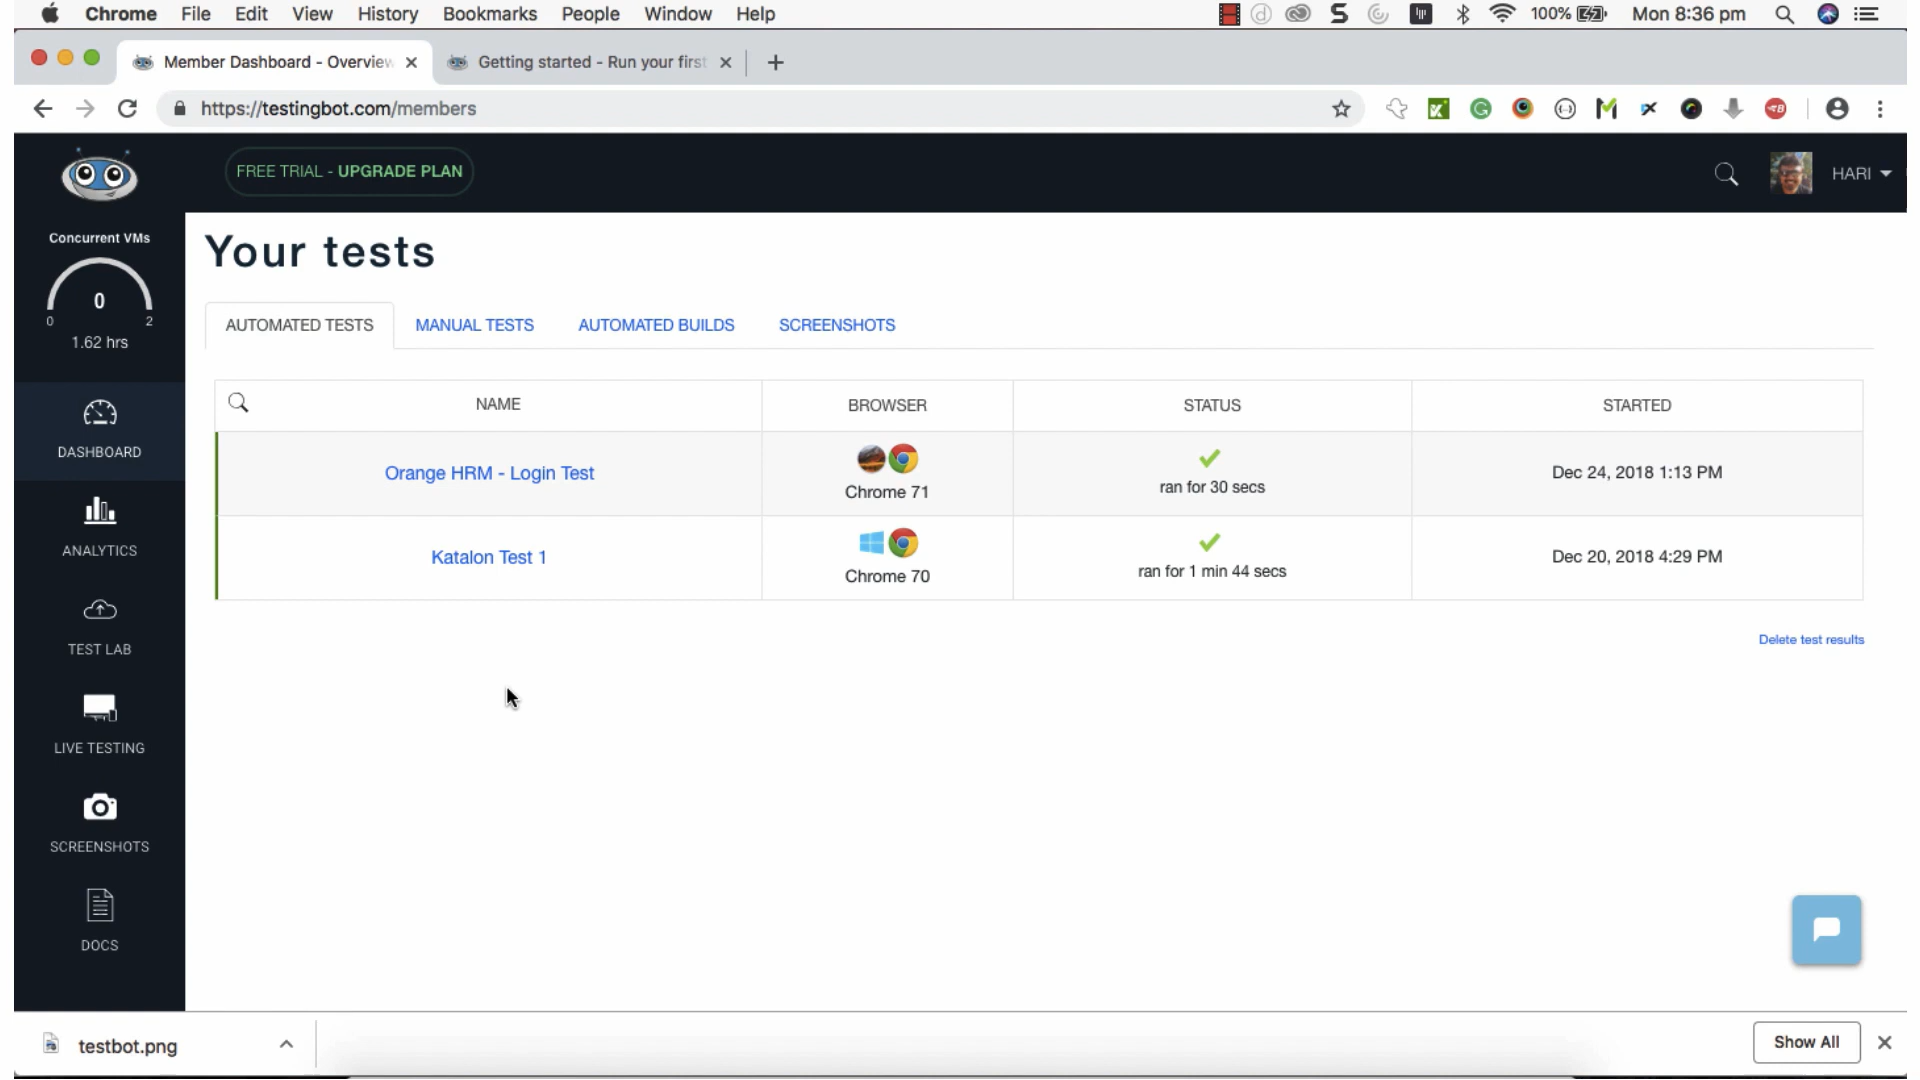 Chrome File Edit View History Bookmarks People Window Help 100% Mon 8:36 pm
Member Dashboard - Overview Getting started - Run your first
https://testingbot.com/members
FREE TRIAL - UPGRADE PLAN
HARI
Concurrent VMs
0
0 2
1.62 hrs
DASHBOARD
ANALYTICS
TEST LAB
LIVE TESTING
SCREENSHOTS
DOCS
Your tests
AUTOMATED TESTS MANUAL TESTS AUTOMATED BUILDS SCREENSHOTS
NAME BROWSER STATUS STARTED
Orange HRM - Login Test Chrome 71 ran for 30 secs Dec 24, 2018 1:13 PM
Katalon Test 1 Chrome 70 ran for 1 min 44 secs Dec 20, 2018 4:29 PM
Delete test results
testbot.png Show All